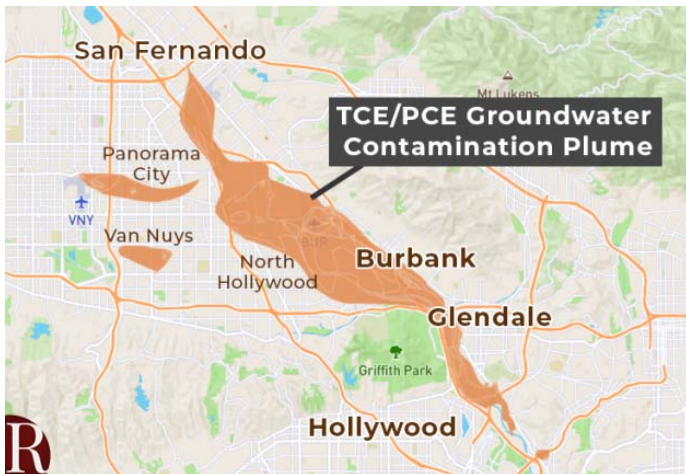 San Fernando
Mt Lukens
TCE/PCE Groundwater
Contamination Plume
Panorama
City
VNY
Van Nuys
BUR
North
Hollywood
Burbank
Glendale
Griffith Park
Hollywood
R